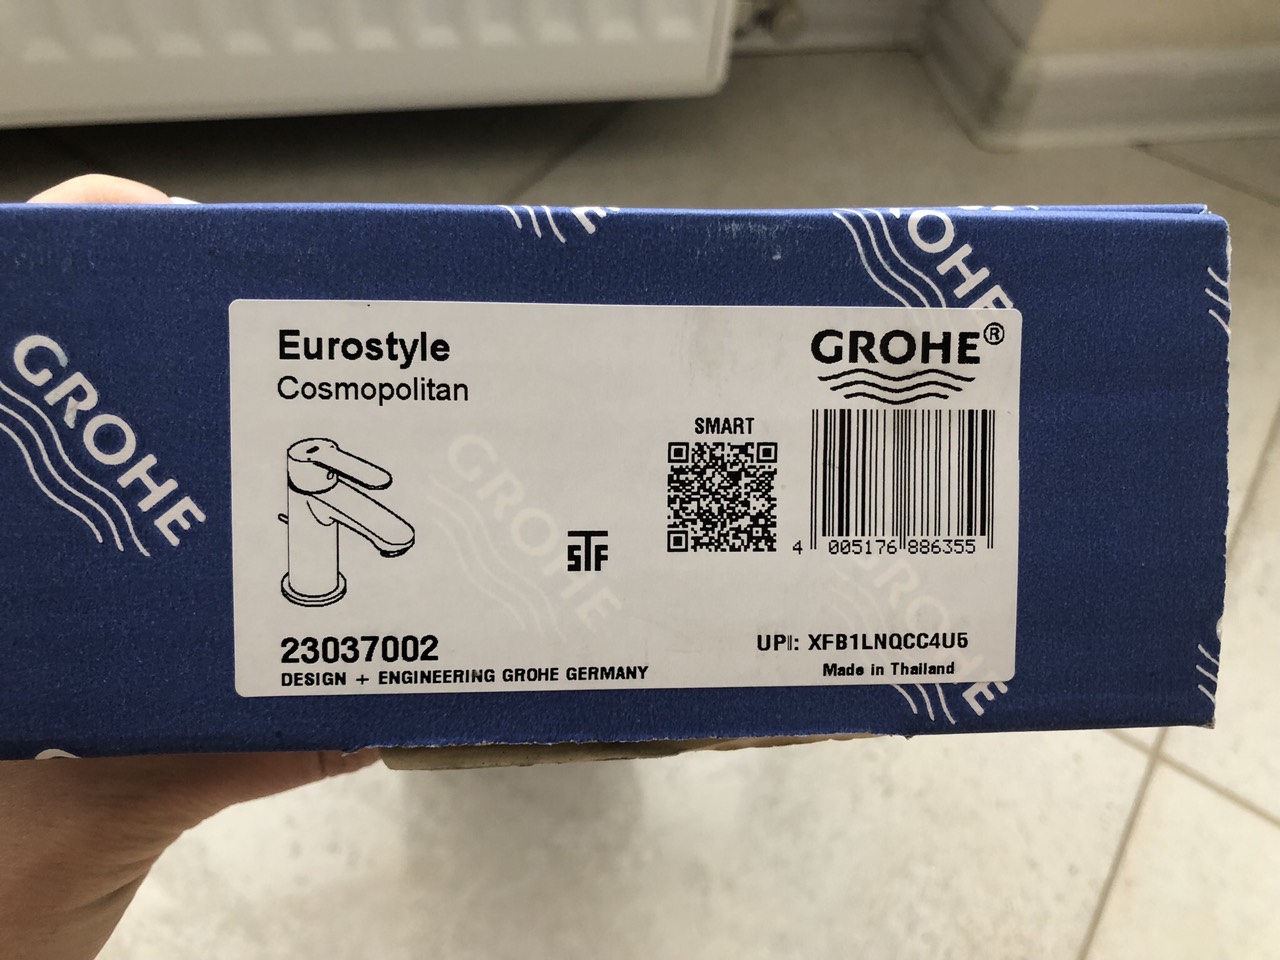 GROHE
Eurostyle
Cosmopolitan
GROHE®
SMART
STF
4 005176 886355
23037002
DESIGN + ENGINEERING GROHE GERMANY
UPI: XFB1LNQCC4U5
Made in Thailand
GROHE
GROHE
GROHE